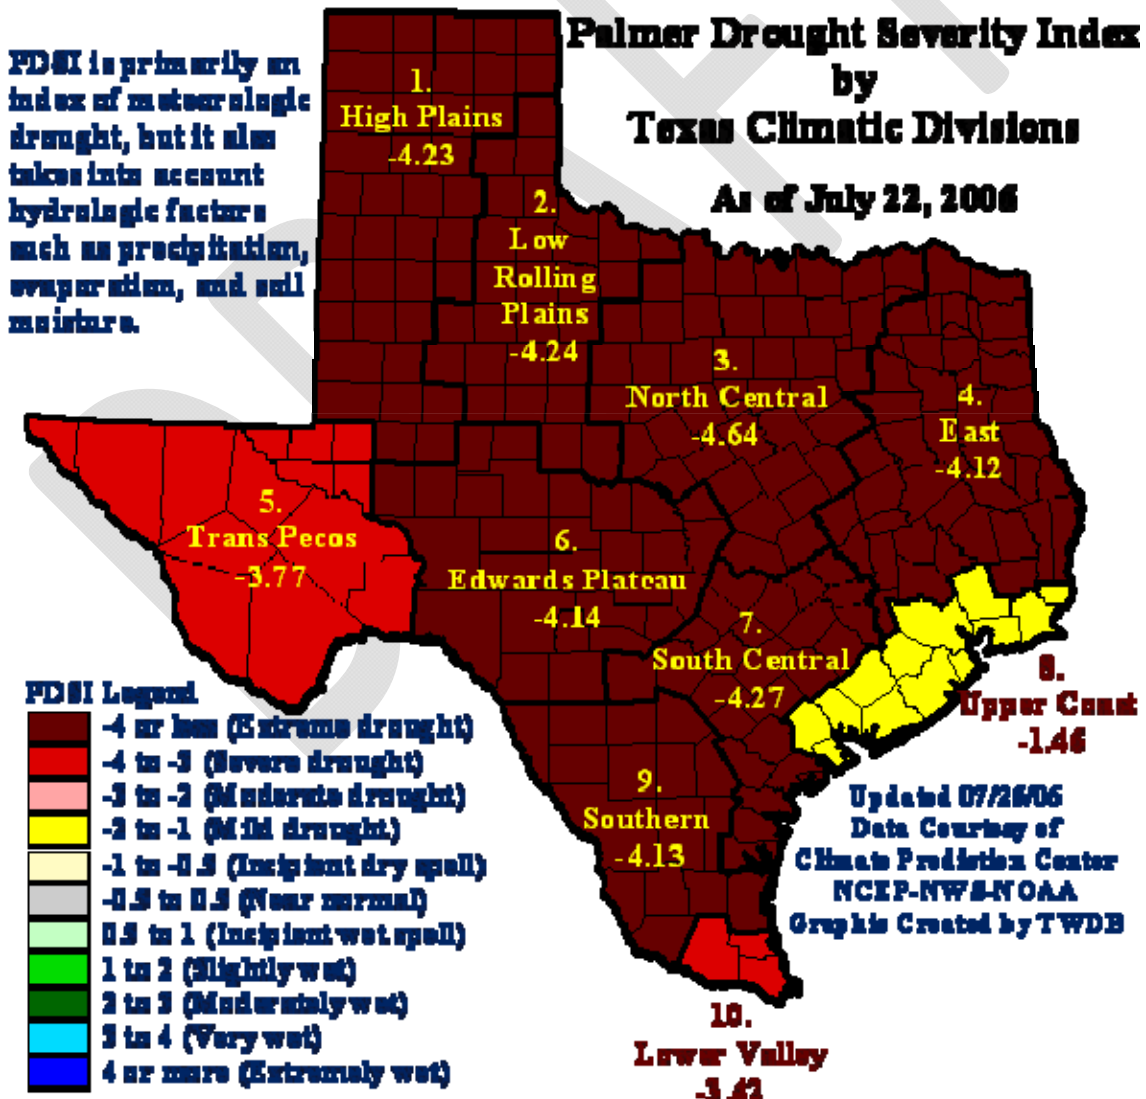 Palmer Drought Severity Index
by
Texas Climatic Divisions
As of July 22, 2006
PDSI is primarily an
index of meteorologic
drought, but it also
takes into account
hydrologic factors
such as precipitation,
evaporation, and soil
moisture.
1.
High Plains
-4.23
2.
Low
Rolling
Plains
-4.24
3.
North Central
-4.64
4.
East
-4.12
5.
Trans Pecos
-3.77
6.
Edwards Plateau
-4.14
7.
South Central
-4.27
8.
Upper Coast
-1.46
9.
Southern
-4.13
10.
Lower Valley
-3.42
PDSI Legend
-4 or less (Extreme drought)
-4 to -3 (Severe drought)
-3 to -2 (Moderate drought)
-2 to -1 (Mild drought)
-1 to -0.5 (Incipient dry spell)
-0.5 to 0.5 (Near normal)
0.5 to 1 (Incipient wet spell)
1 to 2 (Slightly wet)
2 to 3 (Moderately wet)
3 to 4 (Very wet)
4 or more (Extremely wet)
Updated 07/26/06
Data Courtesy of
Climate Prediction Center
NCEP-NWS-NOAA
Graphic Created by TWDB
DRAFT